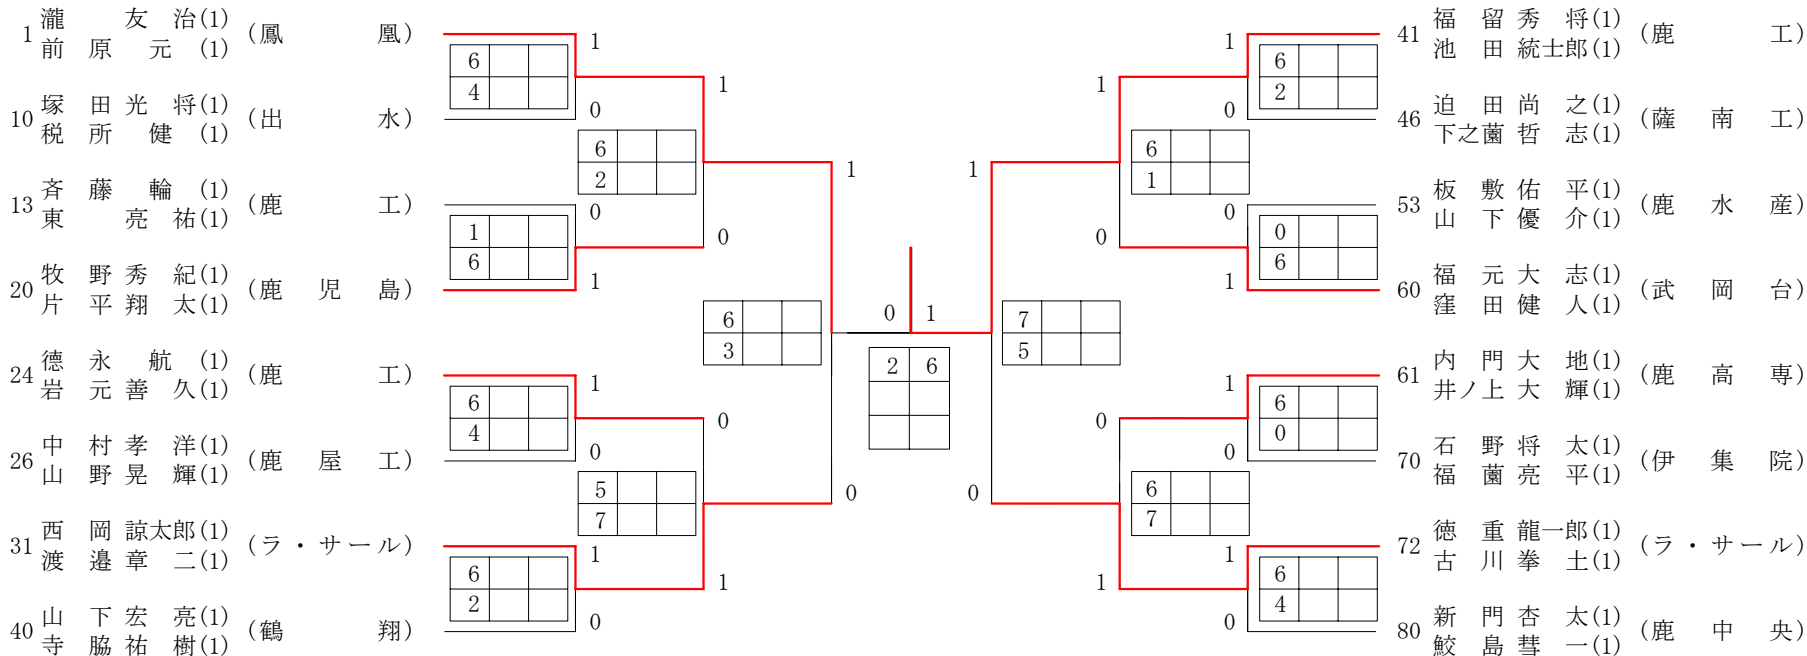 1 瀧 友 治(1) (鳳 凰)
前 原 元 (1)
10 塚 田 光 将(1) (出 水)
税 所 健 (1)
13 斉 藤 輪 (1) (鹿 工)
東 亮 祐(1)
20 牧 野 秀 紀(1) (鹿 児 島)
片 平 翔 太(1)
24 德 永 航 (1) (鹿 工)
岩 元 善 久(1)
26 中 村 孝 洋(1) (鹿 屋 工)
山 野 晃 輝(1)
31 西 岡 諒太郎(1) (ラ・サール)
渡 邉 章 二(1)
40 山 下 宏 亮(1) (鶴 翔)
寺 脇 祐 樹(1)
6
4
1
0
1
6
0
1
6
4
1
0
6
2
1
0
6
2
1
0
5
7
0
1
6
3
1
0
0 1
2 6
7
5
1
0
6
1
1
0
6
7
0
1
6
2
1
0
0
6
0
1
6
0
1
0
6
4
1
0
41 福 留 秀 将(1) (鹿 工)
池 田 統士郎(1)
46 迫 田 尚 之(1) (薩 南 工)
下之薗 哲 志(1)
53 板 敷 佑 平(1) (鹿 水 産)
山 下 優 介(1)
60 福 元 大 志(1) (武 岡 台)
窪 田 健 人(1)
61 内 門 大 地(1) (鹿 高 専)
井ノ上 大 輝(1)
70 石 野 将 太(1) (伊 集 院)
福 薗 亮 平(1)
72 徳 重 龍一郎(1) (ラ・サール)
古 川 拳 土(1)
80 新 門 杏 太(1) (鹿 中 央)
鮫 島 彗 一(1)